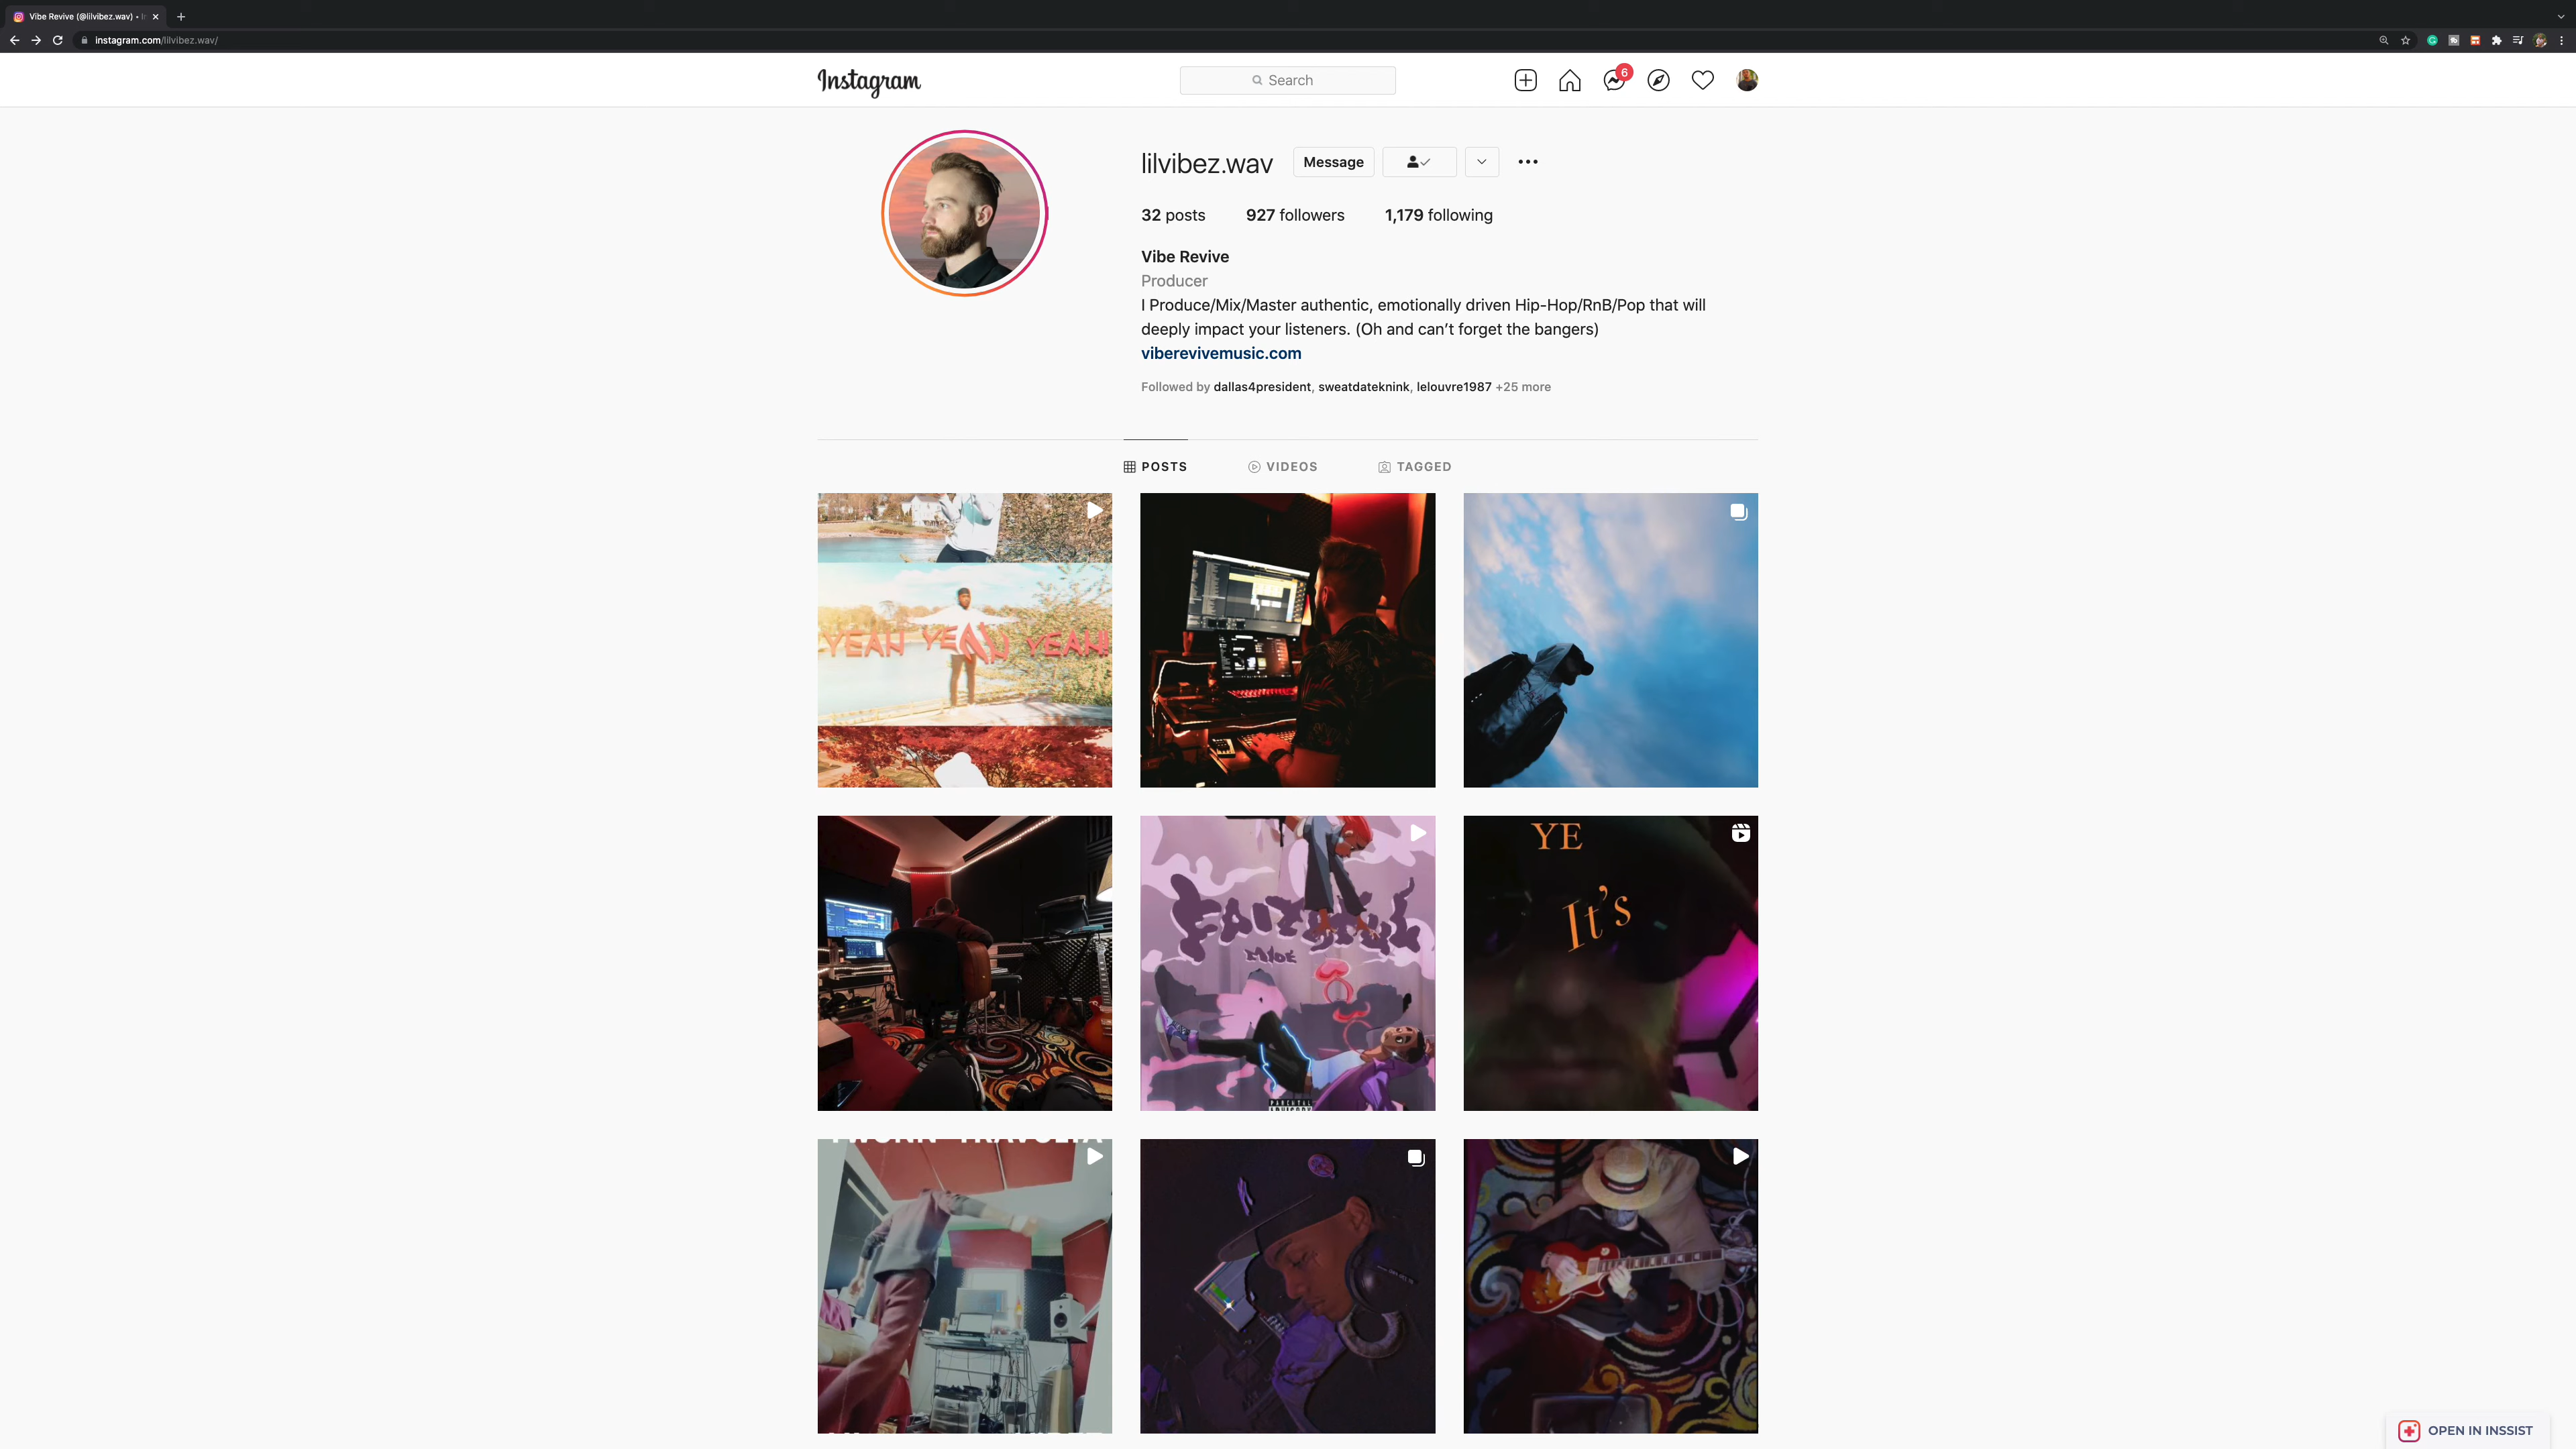 Vibe Revive (@lilvibez.wav) • I
instagram.com/lilvibez.wav/
Instagram
Search
6
lilvibez.wav
Message
32 posts
927 followers
1,179 following
Vibe Revive
Producer
I Produce/Mix/Master authentic, emotionally driven Hip-Hop/RnB/Pop that will
deeply impact your listeners. (Oh and can’t forget the bangers)
viberevivemusic.com
Followed by dallas4president, sweatdateknink, lelouvre1987 +25 more
POSTS
VIDEOS
TAGGED
YEAH YEAH YEAH
YE
It’s
PARENTAL
ADVISORY
OPEN IN INSSIST